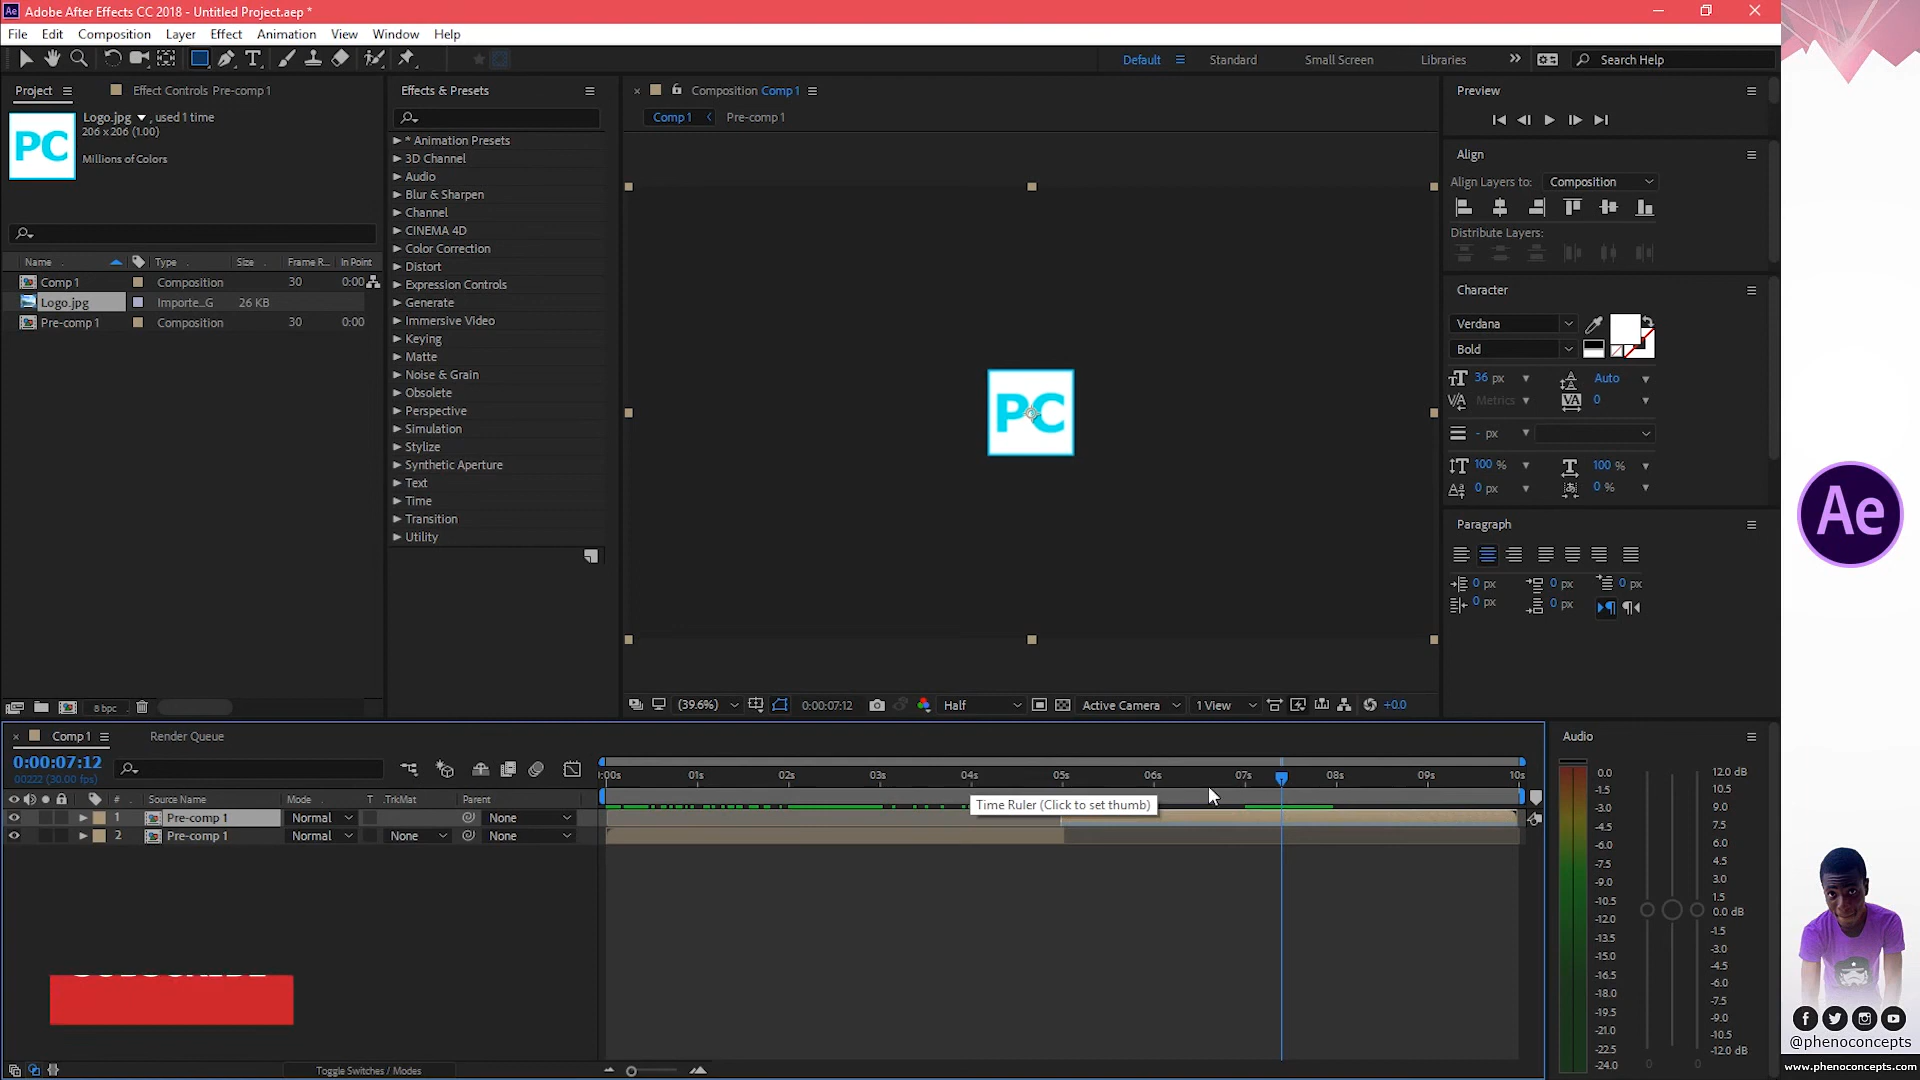 Ae Adobe After Effects CC 2018 - Untitled Project.aep *
File Edit Composition Layer Effect Animation View Window Help
Default Standard Small Screen Libraries Search Help
Project Effect Controls Pre-comp 1
Logo.jpg , used 1 time
206 x 206 (1.00)
Millions of Colors
PC
Name Type Size Frame R... In Point
Comp 1 Composition 30 0:00
Logo.jpg Importe...G 26 KB
Pre-comp 1 Composition 30 0:00
8 bpc
Effects & Presets
* Animation Presets
3D Channel
Audio
Blur & Sharpen
Channel
CINEMA 4D
Color Correction
Distort
Expression Controls
Generate
Immersive Video
Keying
Matte
Noise & Grain
Obsolete
Perspective
Simulation
Stylize
Synthetic Aperture
Text
Time
Transition
Utility
Composition Comp 1
Comp 1 Pre-comp 1
PC
(39.6%) 0:00:07:12 Half Active Camera 1 View +0.0
Preview
Align
Align Layers to: Composition
Distribute Layers:
Character
Verdana
Bold
36 px Auto
Metrics 0
- px
100 % 100 %
0 px 0 %
Paragraph
0 px 0 px 0 px
0 px 0 px
Comp 1 Render Queue
0:00:07:12
00222 (30.00 fps)
# Source Name Mode T .TrkMat Parent
1 Pre-comp 1 Normal None
2 Pre-comp 1 Normal None None
:00s 01s 02s 03s 04s 05s 06s 07s 08s 09s 10s
Time Ruler (Click to set thumb)
Toggle Switches / Modes
Audio
0.0
-1.5
-3.0
-4.5
-6.0
-7.5
-9.0
-10.5
-12.0
-13.5
-15.0
-16.5
-18.0
-19.5
-21.0
-22.5
-24.0
12.0 dB
10.5
9.0
7.5
6.0
4.5
3.0
1.5
0.0 dB
-1.5
-3.0
-4.5
-6.0
-7.5
-9.0
-10.5
-12.0 dB
0 0
Ae
@phenoconcepts
www.phenoconcepts.com